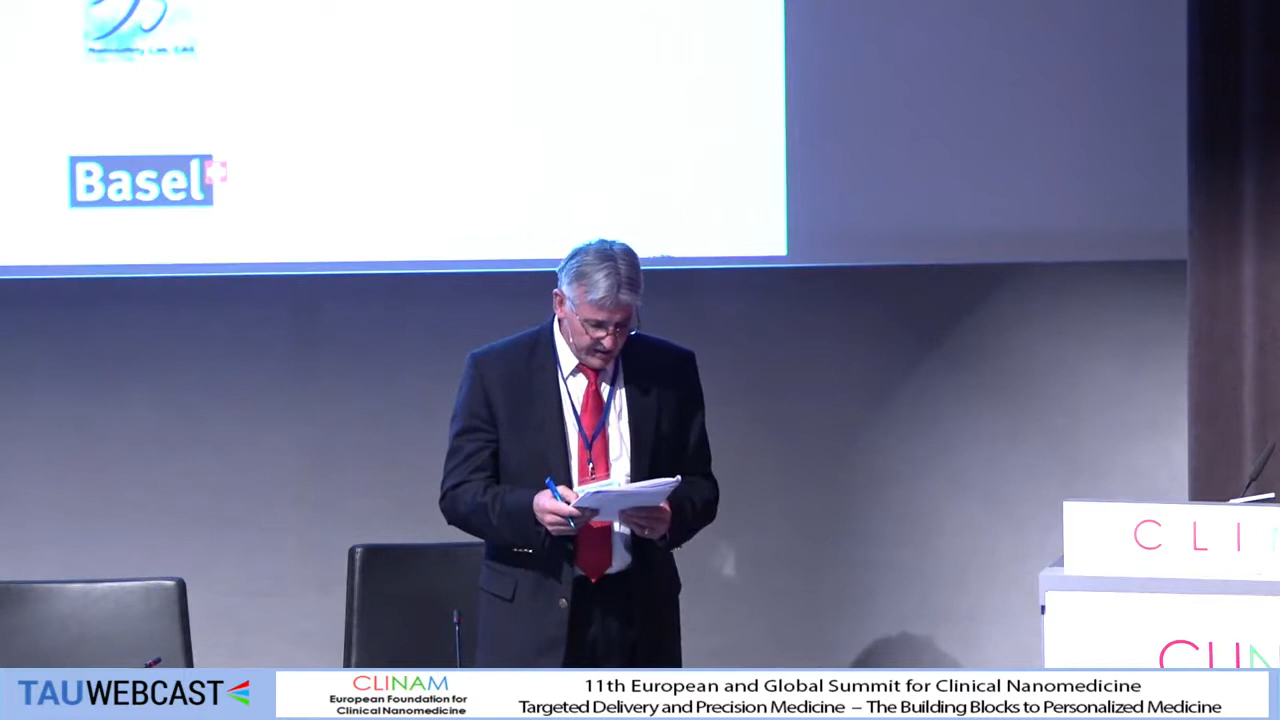 Basel
C L I
CLIN
TAUWEBCAST
CLINAM
European Foundation for
Clinical Nanomedicine
11th European and Global Summit for Clinical Nanomedicine
Targeted Delivery and Precision Medicine – The Building Blocks to Personalized Medicine